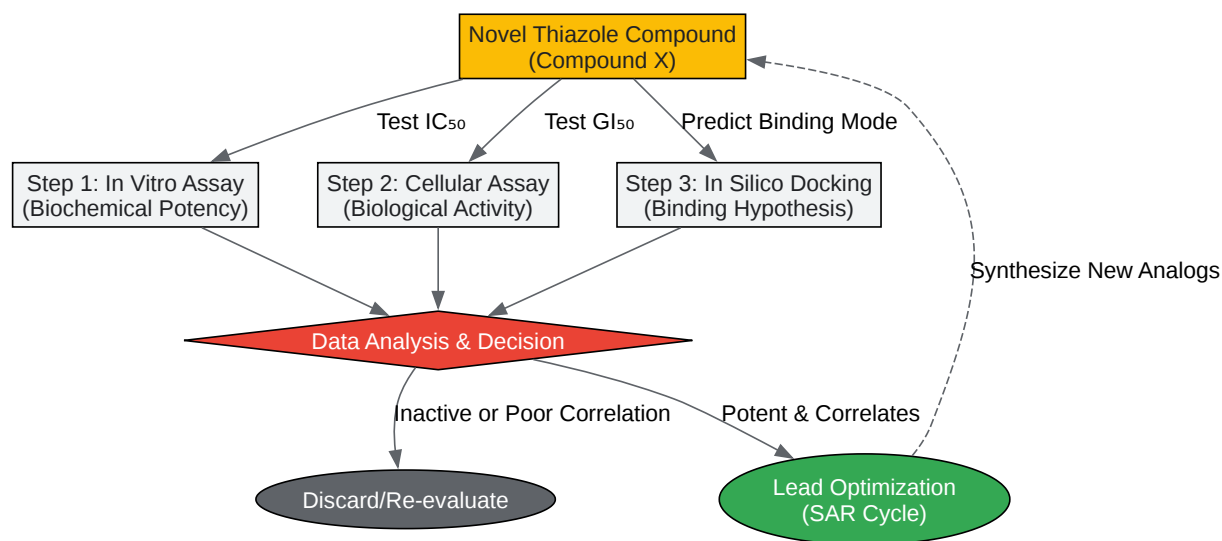 Novel Thiazole Compound
(Compound X)
Test IC₅₀
Test GI₅₀
Predict Binding Mode
Step 1: In Vitro Assay
(Biochemical Potency)
Step 2: Cellular Assay
(Biological Activity)
Step 3: In Silico Docking
(Binding Hypothesis)
Synthesize New Analogs
Data Analysis & Decision
Inactive or Poor Correlation
Potent & Correlates
Discard/Re-evaluate
Lead Optimization
(SAR Cycle)